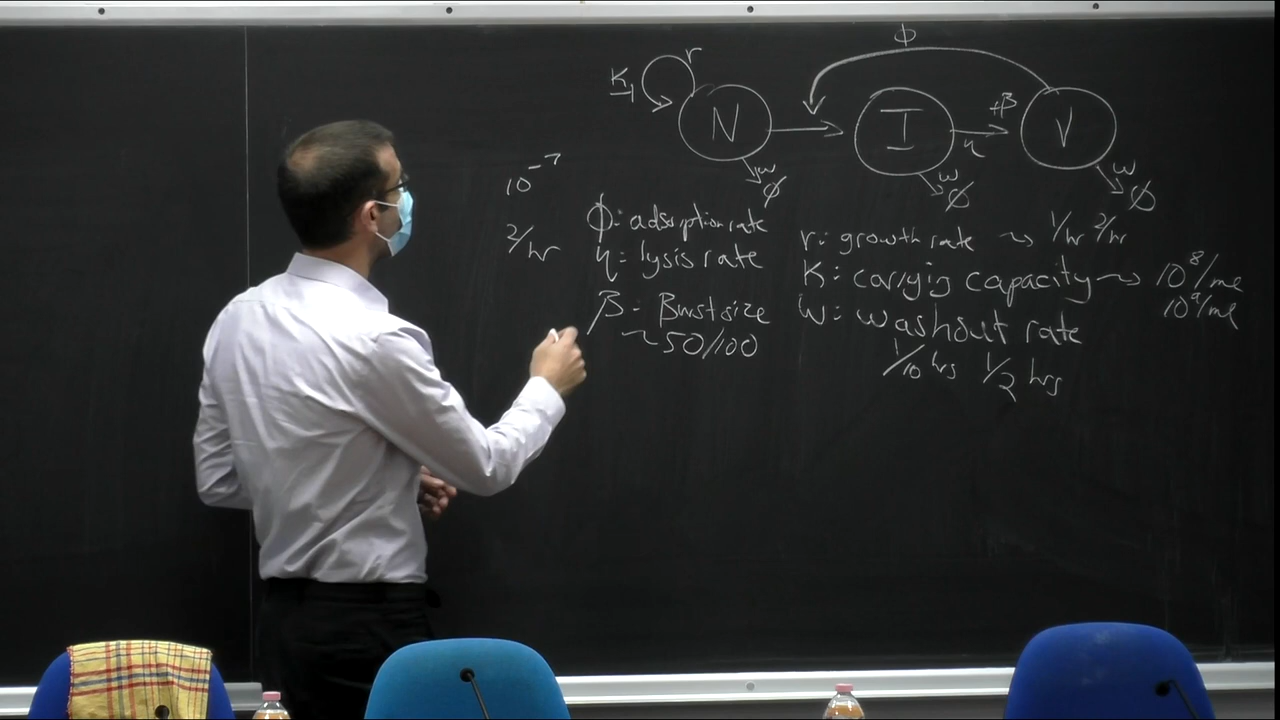 ϕ
r
K
N I V
+β
η
ω ω ω
∅ ∅ ∅
10⁻⁷ ϕ: adsorption rate
2/hr η: lysis rate
β: Burst size
~50/100
r: growth rate ~> 1/hr 2/hr
K: carrying capacity ~> 10⁸/ml
10⁹/ml
ω: washout rate
1/10 hrs 1/2 hrs